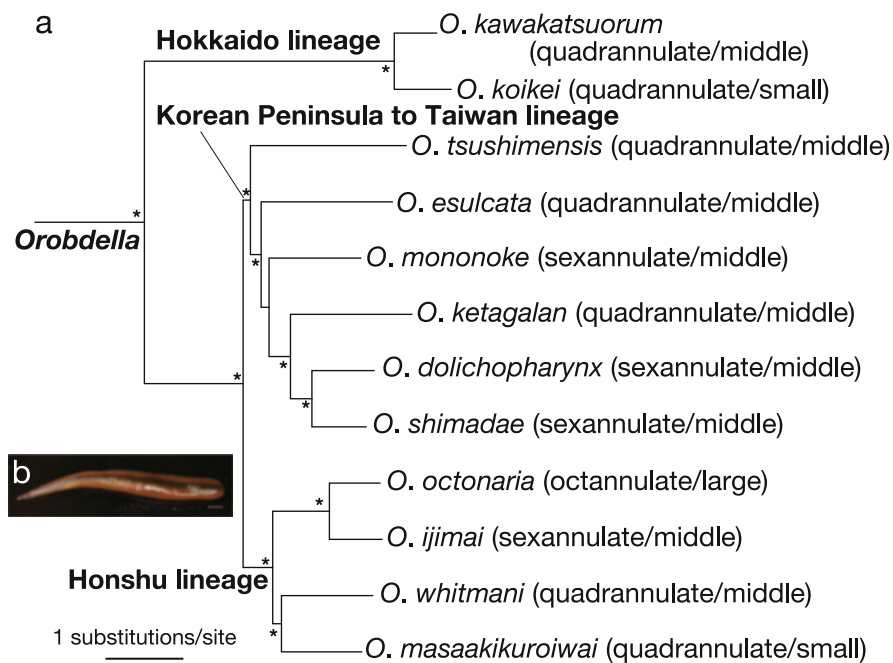 a
Hokkaido lineage
O. kawakatsuorum
(quadrannulate/middle)
*
O. koikei (quadrannulate/small)
Korean Peninsula to Taiwan lineage
O. tsushimensis (quadrannulate/middle)
*
*
O. esulcata (quadrannulate/middle)
Orobdella
*
O. mononoke (sexannulate/middle)
O. ketagalan (quadrannulate/middle)
*
O. dolichopharynx (sexannulate/middle)
*
*
O. shimadae (sexannulate/middle)
b
O. octonaria (octannulate/large)
*
O. ijimai (sexannulate/middle)
*
Honshu lineage
O. whitmani (quadrannulate/middle)
*
1 substitutions/site
O. masaakikuroiwai (quadrannulate/small)